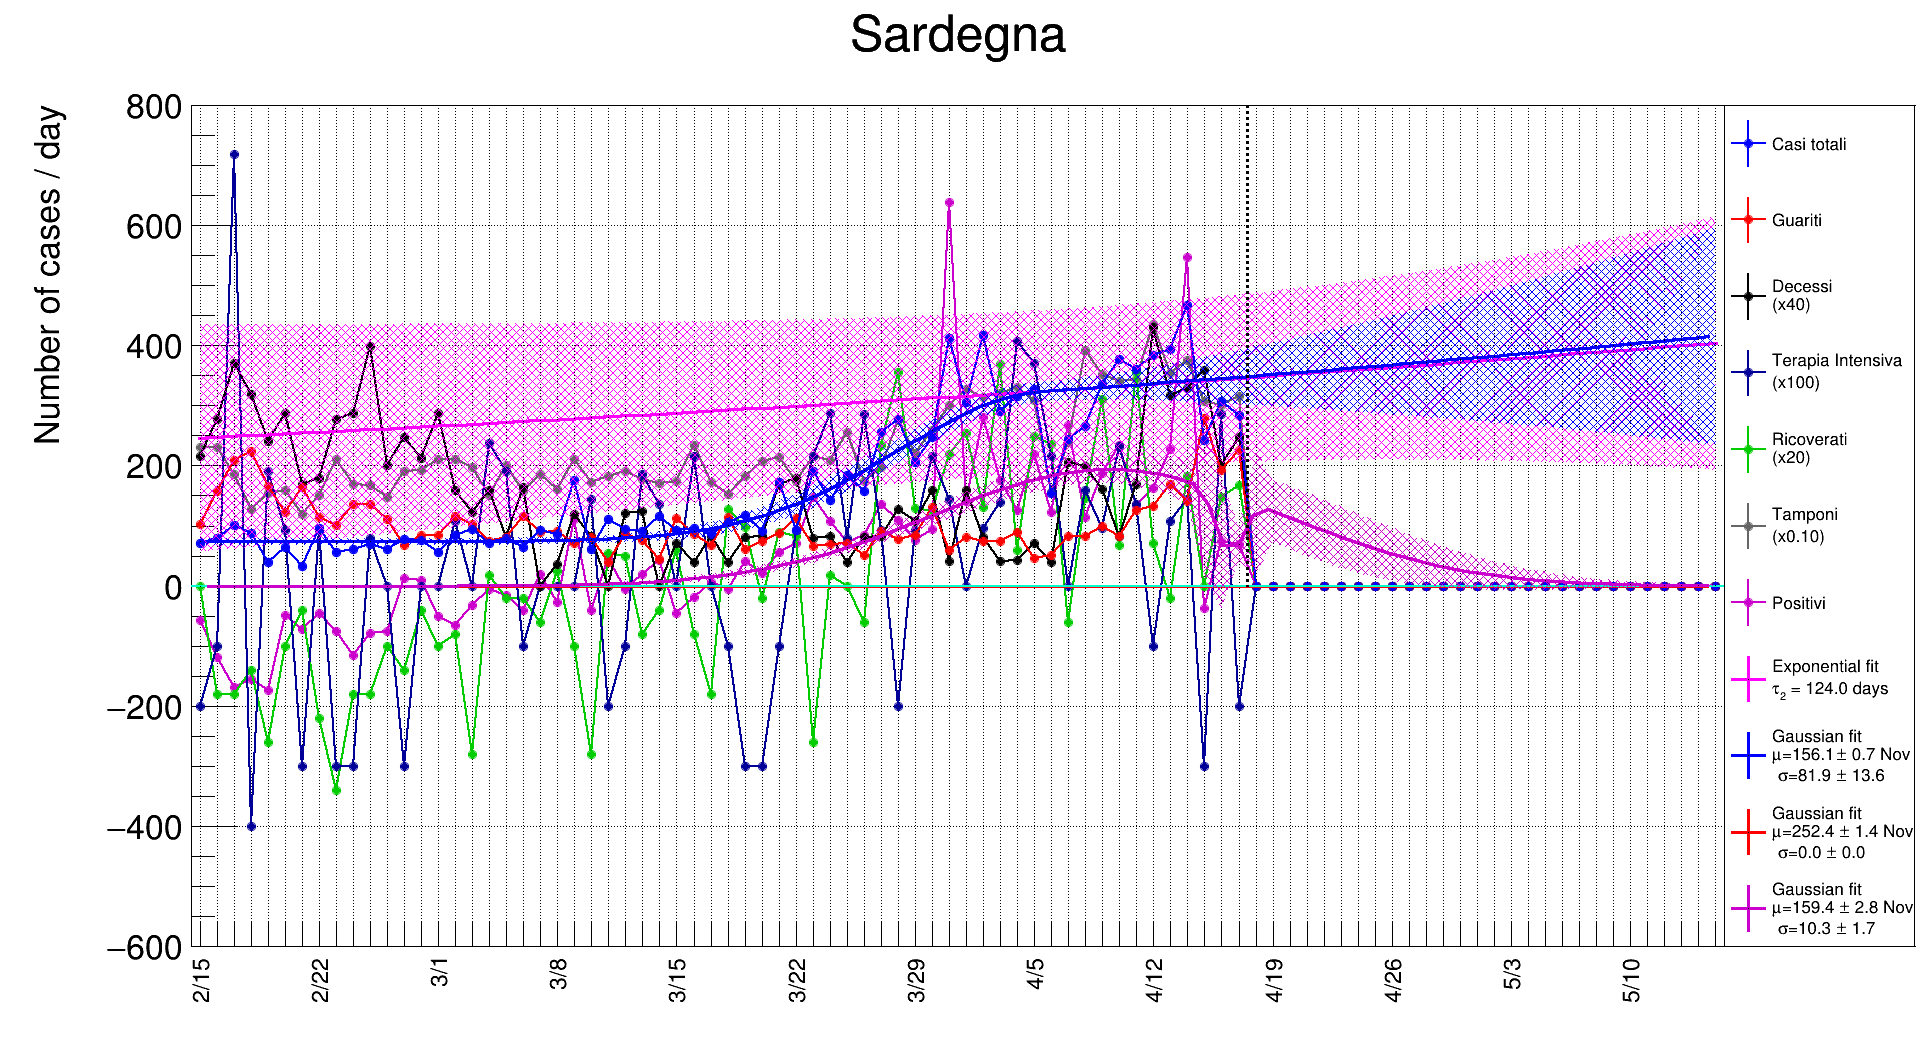 Sardegna
Number of cases / day
800
600
400
200
0
−200
−400
−600
2/15
2/22
3/1
3/8
3/15
3/22
3/29
4/5
4/12
4/19
4/26
5/3
5/10
Casi totali
Guariti
Decessi
(x40)
Terapia Intensiva
(x100)
Ricoverati
(x20)
Tamponi
(x0.10)
Positivi
Exponential fit
τ2 = 124.0 days
Gaussian fit
μ=156.1± 0.7 Nov
σ=81.9 ± 13.6
Gaussian fit
μ=252.4 ± 1.4 Nov
σ=0.0 ± 0.0
Gaussian fit
μ=159.4 ± 2.8 Nov
σ=10.3 ± 1.7